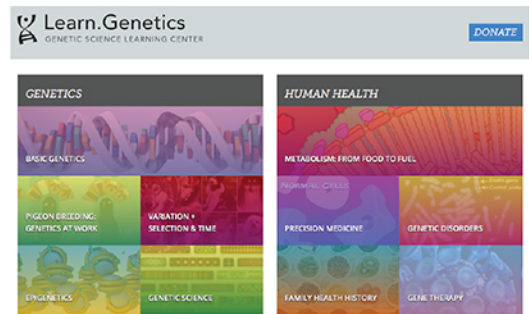 Learn.Genetics
GENETIC SCIENCE LEARNING CENTER
DONATE
GENETICS
BASIC GENETICS
PIGEON BREEDING:
GENETICS AT WORK
VARIATION +
SELECTION & TIME
EPIGENETICS
GENETIC SCIENCE
HUMAN HEALTH
METABOLISM: FROM FOOD TO FUEL
NORMAL CELL
PRECISION MEDICINE
GENETIC DISORDERS
FAMILY HEALTH HISTORY
GENE THERAPY